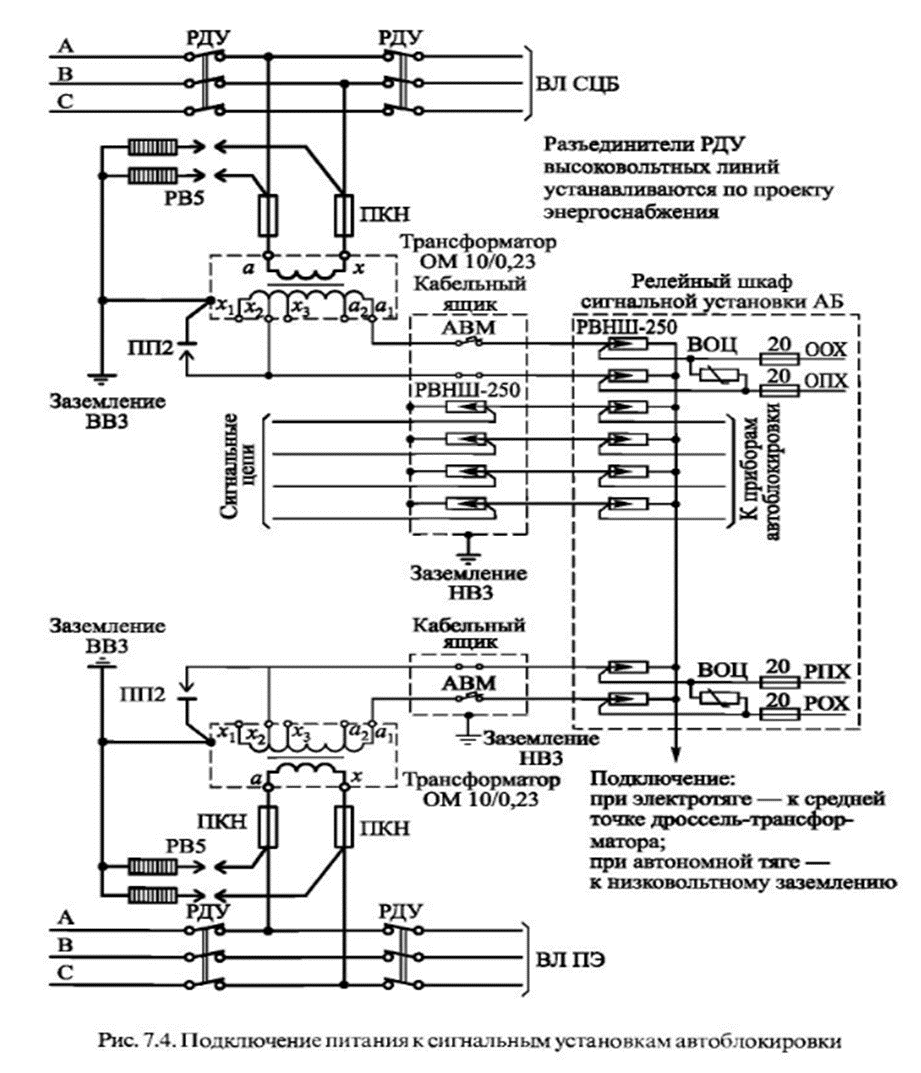 A
РДУ
РДУ
B
C
ВЛ СЦБ
Разъединители РДУ
высоковольтных линий
устанавливаются по проекту
энергоснабжения
РВ5
ПКН
Трансформатор
ОМ 10/0,23
a
x
Кабельный
ящик
Релейный шкаф
сигнальной установки АБ
x1
x2
x3
a2
a1
АВМ
РВНШ-250
ВОЦ
20
ООХ
ПП2
20
ОПХ
РВНШ-250
Заземление
ВВЗ
Сигнальные
цепи
К приборам
автоблокировки
Заземление
НВЗ
Заземление
ВВЗ
Кабельный
ящик
ПП2
АВМ
ВОЦ
20
РПХ
20
РОХ
x1
x2
x3
a2
a1
Заземление
НВЗ
a
x
Трансформатор
ОМ 10/0,23
Подключение:
при электротяге — к средней
точке дроссель-трансфор-
матора;
при автономной тяге —
к низковольтному заземлению
ПКН
ПКН
РВ5
A
РДУ
РДУ
B
C
ВЛ ПЭ
Рис. 7.4. Подключение питания к сигнальным установкам автоблокировки